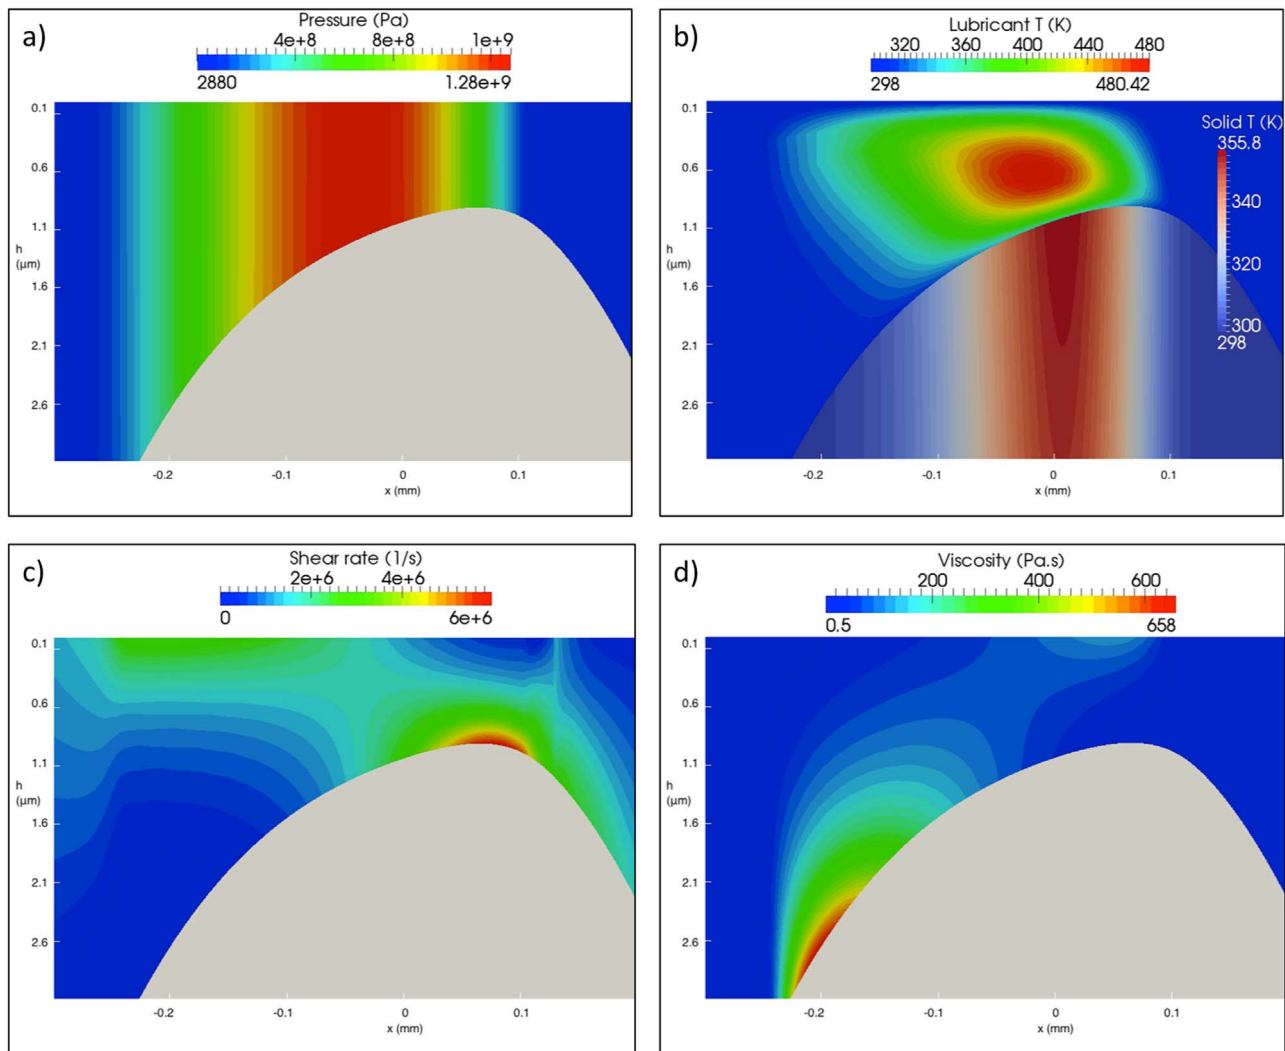 a)
Pressure (Pa)
4e+8 8e+8 1e+9
2880 1.28e+9
0.1
0.6
1.1
h
(μm)
1.6
2.1
2.6
-0.2 -0.1 0 0.1
x (mm)
b)
Lubricant T (K)
320 360 400 440 480
298 480.42
Solid T (K)
355.8
340
320
300
298
0.1
0.6
1.1
h
(μm)
1.6
2.1
2.6
-0.2 -0.1 0 0.1
x (mm)
c)
Shear rate (1/s)
2e+6 4e+6
0 6e+6
0.1
0.6
1.1
h
(μm)
1.6
2.1
2.6
-0.2 -0.1 0 0.1
x (mm)
d)
Viscosity (Pa.s)
200 400 600
0.5 658
0.1
0.6
1.1
h
(μm)
1.6
2.1
2.6
-0.2 -0.1 0 0.1
x (mm)